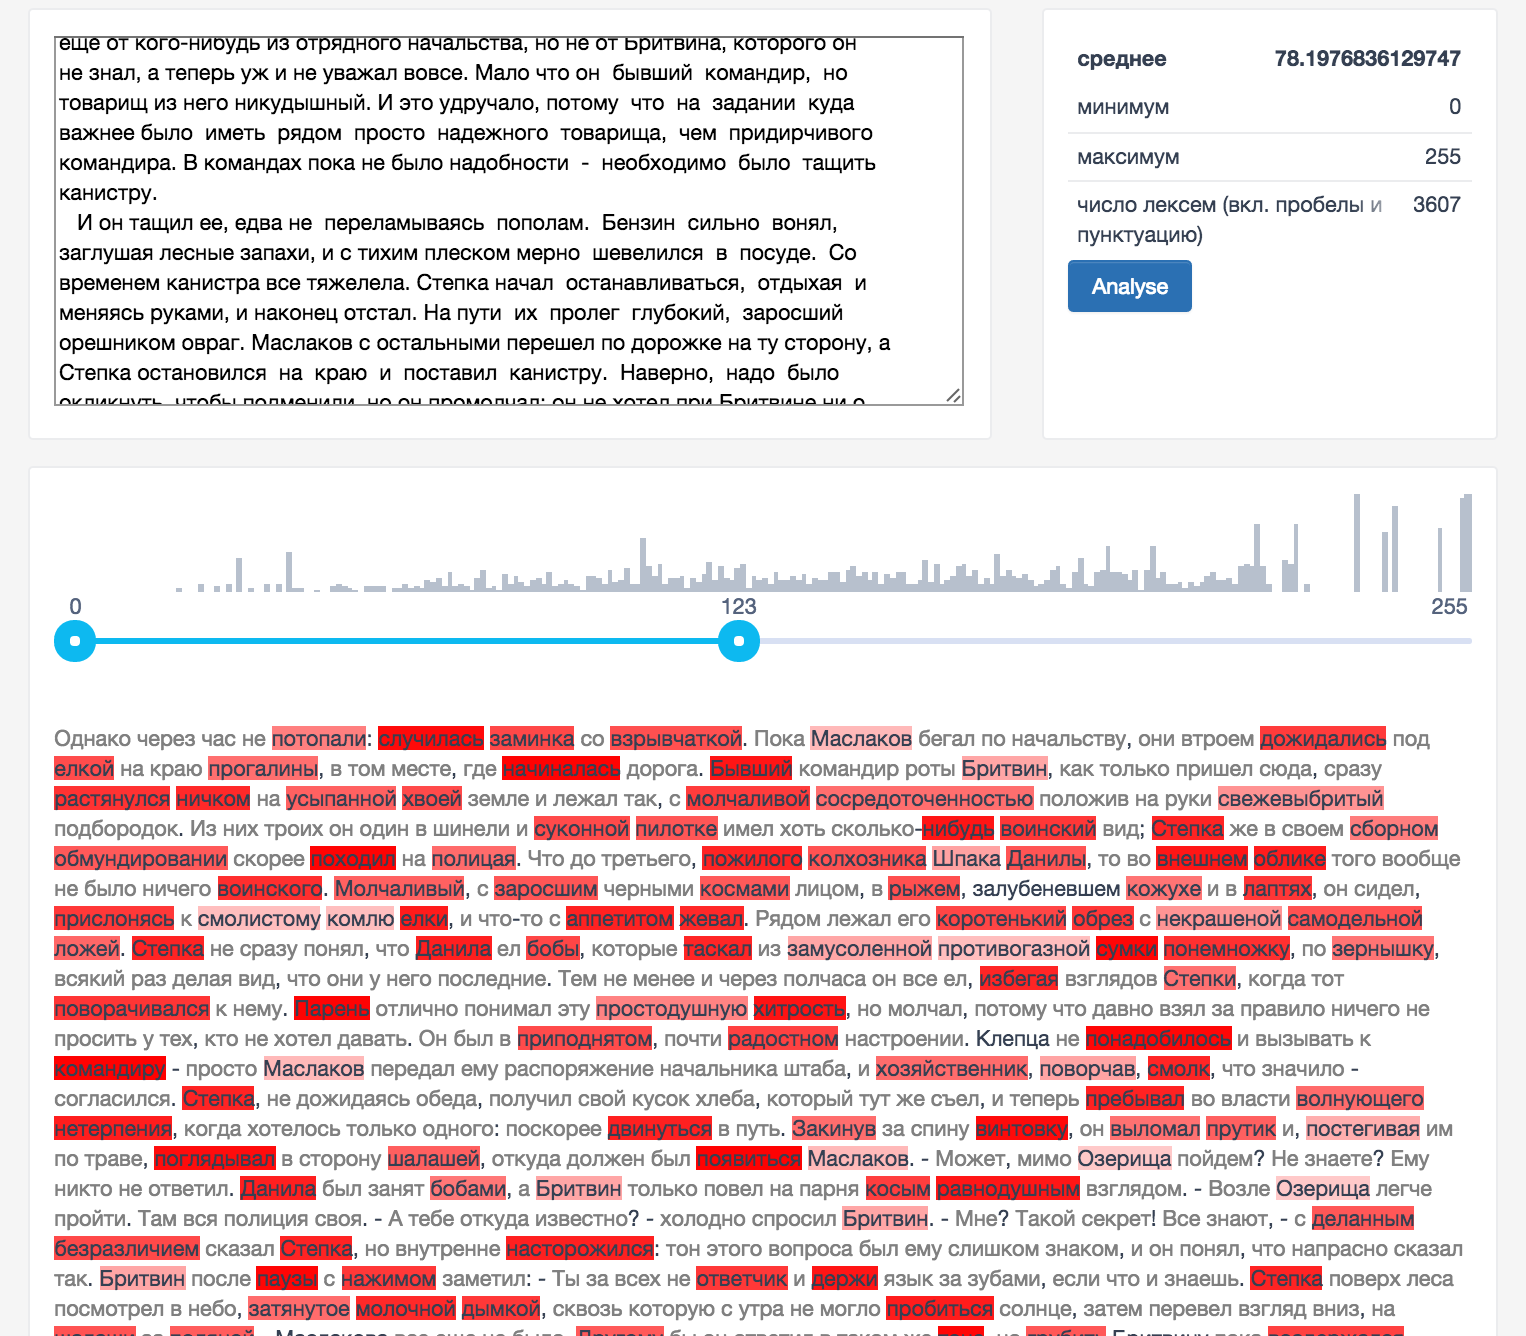 еще от кого-нибудь из отрядного начальства, но не от Бритвина, которого он
не знал, а теперь уж и не уважал вовсе. Мало что он  бывший  командир,  но
товарищ из него никудышный. И это удручало, потому  что  на  задании  куда
важнее было  иметь  рядом  просто  надежного  товарища,  чем  придирчивого
командира. В командах пока не было надобности  -  необходимо  было  тащить
канистру.
И он тащил ее, едва не  переламываясь  пополам.  Бензин  сильно  вонял,
заглушая лесные запахи, и с тихим плеском мерно  шевелился  в  посуде.  Со
временем канистра все тяжелела. Степка начал  останавливаться,  отдыхая  и
меняясь руками, и наконец отстал. На пути  их  пролег  глубокий,  заросший
орешником овраг. Маслаков с остальными перешел по дорожке на ту сторону, а
Степка остановился  на  краю  и  поставил  канистру.  Наверно,  надо  было
окликнуть, чтобы подменили, но он промолчал: он не хотел при Бритвине ни о
среднее 78.1976836129747
минимум 0
максимум 255
число лексем (вкл. пробелы и 3607
пунктуацию)
Analyse
0 123 255
Однако через час не потопали: случилась заминка со взрывчаткой. Пока Маслаков бегал по начальству, они втроем дожидались под
елкой на краю прогалины, в том месте, где начиналась дорога. Бывший командир роты Бритвин, как только пришел сюда, сразу
растянулся ничком на усыпанной хвоей земле и лежал так, с молчаливой сосредоточенностью положив на руки свежевыбритый
подбородок. Из них троих он один в шинели и суконной пилотке имел хоть сколько-нибудь воинский вид; Степка же в своем сборном
обмундировании скорее походил на полицая. Что до третьего, пожилого колхозника Шпака Данилы, то во внешнем облике того вообще
не было ничего воинского. Молчаливый, с заросшим черными космами лицом, в рыжем, залубеневшем кожухе и в лаптях, он сидел,
прислонясь к смолистому комлю елки, и что-то с аппетитом жевал. Рядом лежал его коротенький обрез с некрашеной самодельной
ложей. Степка не сразу понял, что Данила ел бобы, которые таскал из замусоленной противогазной сумки понемножку, по зернышку,
всякий раз делая вид, что они у него последние. Тем не менее и через полчаса он все ел, избегая взглядов Степки, когда тот
поворачивался к нему. Парень отлично понимал эту простодушную хитрость, но молчал, потому что давно взял за правило ничего не
просить у тех, кто не хотел давать. Он был в приподнятом, почти радостном настроении. Клепца не понадобилось и вызывать к
командиру - просто Маслаков передал ему распоряжение начальника штаба, и хозяйственник, поворчав, смолк, что значило -
согласился. Степка, не дожидаясь обеда, получил свой кусок хлеба, который тут же съел, и теперь пребывал во власти волнующего
нетерпения, когда хотелось только одного: поскорее двинуться в путь. Закинув за спину винтовку, он выломал прутик и, постегивая им
по траве, поглядывал в сторону шалашей, откуда должен был появиться Маслаков. - Может, мимо Озерища пойдем? Не знаете? Ему
никто не ответил. Данила был занят бобами, а Бритвин только повел на парня косым равнодушным взглядом. - Возле Озерища легче
пройти. Там вся полиция своя. - А тебе откуда известно? - холодно спросил Бритвин. - Мне? Такой секрет! Все знают, - с деланным
безразличием сказал Степка, но внутренне насторожился: тон этого вопроса был ему слишком знаком, и он понял, что напрасно сказал
так. Бритвин после паузы с нажимом заметил: - Ты за всех не ответчик и держи язык за зубами, если что и знаешь. Степка поверх леса
посмотрел в небо, затянутое молочной дымкой, сквозь которую с утра не могло пробиться солнце, затем перевел взгляд вниз, на